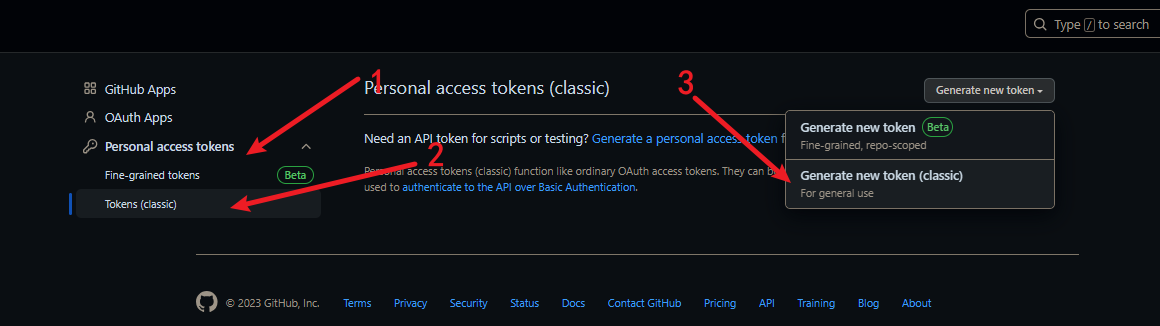 Type / to search
GitHub Apps
OAuth Apps
Personal access tokens
Fine-grained tokens Beta
Tokens (classic)
1
2
3
Personal access tokens (classic)
Generate new token
Need an API token for scripts or testing? Generate a personal access token f
Personal access tokens (classic) function like ordinary OAuth access tokens. They can be
used to authenticate to the API over Basic Authentication.
Generate new token Beta
Fine-grained, repo-scoped
Generate new token (classic)
For general use
© 2023 GitHub, Inc. Terms Privacy Security Status Docs Contact GitHub Pricing API Training Blog About